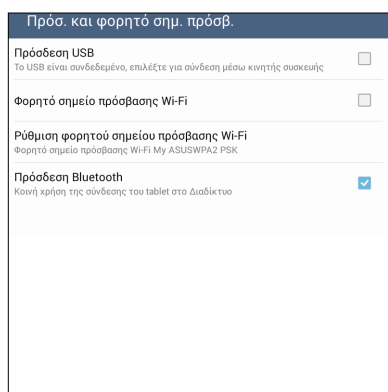 Πρόσ. και φορητό σημ. πρόσβ.
Πρόσδεση USB
Το USB είναι συνδεδεμένο, επιλέξτε για σύνδεση μέσω κινητής συσκευής
Φορητό σημείο πρόσβασης Wi-Fi
Ρύθμιση φορητού σημείου πρόσβασης Wi-Fi
Φορητό σημείο πρόσβασης Wi-Fi My ASUSWPA2 PSK
Πρόσδεση Bluetooth
Κοινή χρήση της σύνδεσης του tablet στο Διαδίκτυο